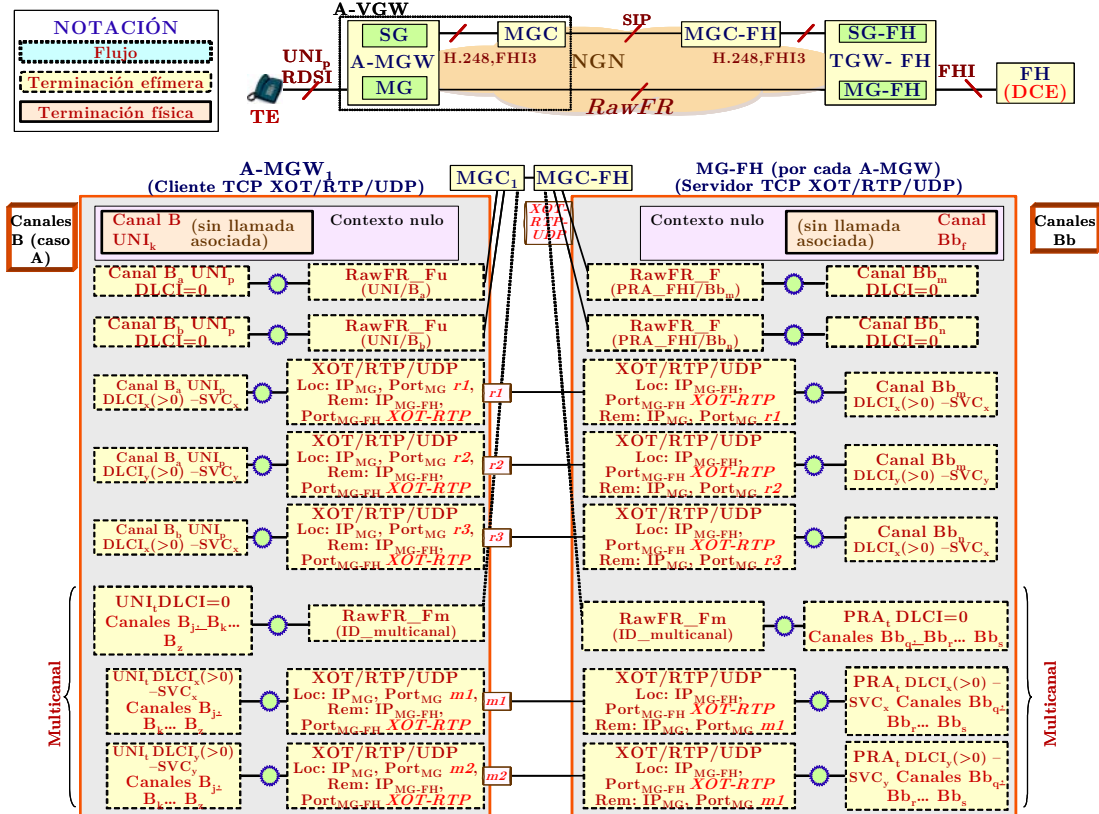 NOTACIÓN
Flujo
Terminación efímera
Terminación física
A-VGW
SG
A-MGW
MG
MGC
H.248,FHI3
SIP
NGN
MGC-FH
H.248,FHI3
SG-FH
TGW- FH
MG-FH
FHI
FH
(DCE)
UNIp
RDSI
TE
RawFR
A-MGW1
(Cliente TCP XOT/RTP/UDP)
MGC1
MGC-FH
MG-FH (por cada A-MGW)
(Servidor TCP XOT/RTP/UDP)
Canales
B (caso
A)
Canal B
UNIk
(sin llamada
asociada)
Contexto nulo
XOT-
RTP-
UDP
Contexto nulo
(sin llamada
asociada)
Canal
Bbf
Canales
Bb
Canal Ba UNIp
DLCI=0
RawFR_Fu
(UNI/Ba)
RawFR_F
(PRA_FHI/Bbm)
Canal Bbm
DLCI=0
Canal Bb UNIp
DLCI=0
RawFR_Fu
(UNI/Bb)
RawFR_F
(PRA_FHI/Bbn)
Canal Bbn
DLCI=0
Canal Ba UNIp
DLCIx(>0) –SVCx
XOT/RTP/UDP
Loc: IPMG, PortMG r1,
Rem: IPMG-FH,
PortMG-FH XOT-RTP
r1
XOT/RTP/UDP
Loc: IPMG-FH,
PortMG-FH XOT-RTP
Rem: IPMG, PortMG r1
Canal Bbm
DLCIx(>0) –SVCx
Canal Ba UNIp
DLCIy(>0) –SVCy
XOT/RTP/UDP
Loc: IPMG, PortMG r2,
Rem: IPMG-FH,
PortMG-FH XOT-RTP
r2
XOT/RTP/UDP
Loc: IPMG-FH,
PortMG-FH XOT-RTP
Rem: IPMG, PortMG r2
Canal Bbm
DLCIy(>0) –SVCy
Canal Bb UNIp
DLCIx(>0) –SVCx
XOT/RTP/UDP
Loc: IPMG, PortMG r3,
Rem: IPMG-FH,
PortMG-FH XOT-RTP
r3
XOT/RTP/UDP
Loc: IPMG-FH,
PortMG-FH XOT-RTP
Rem: IPMG, PortMG r3
Canal Bbn
DLCIx(>0) –SVCx
Multicanal
UNIt DLCI=0
Canales Bj... Bk...
Bz
RawFR_Fm
(ID_multicanal)
RawFR_Fm
(ID_multicanal)
PRAt DLCI=0
Canales Bbq... Bbr... Bbs
Multicanal
UNIt DLCIx(>0)
–SVCx
Canales Bj...
Bk... Bz
XOT/RTP/UDP
Loc: IPMG, PortMG m1,
Rem: IPMG-FH,
PortMG-FH XOT-RTP
m1
XOT/RTP/UDP
Loc: IPMG-FH,
PortMG-FH XOT-RTP
Rem: IPMG, PortMG m1
PRAt DLCIx(>0) –
SVCx Canales Bbq...
Bbr... Bbs
UNIt DLCIy(>0)
–SVCy
Canales Bj...
Bk... Bz
XOT/RTP/UDP
Loc: IPMG, PortMG m2,
Rem: IPMG-FH,
PortMG-FH XOT-RTP
m2
XOT/RTP/UDP
Loc: IPMG-FH,
PortMG-FH XOT-RTP
Rem: IPMG, PortMG m1
PRAt DLCIy(>0) –
SVCy Canales Bbq...
Bbr... Bbs